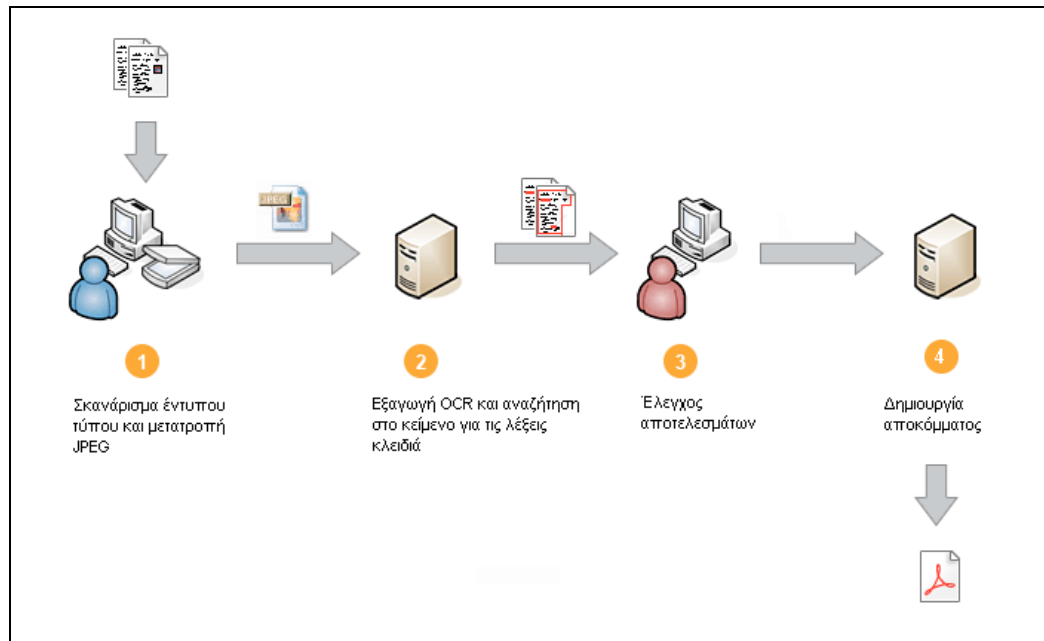 JPEG
1
2
3
4
Σκανάρισμα έντυπου
τύπου και μετατροπή
JPEG
Εξαγωγή OCR και αναζήτηση
στο κείμενο για τις λέξεις
κλειδιά
Έλεγχος
αποτελεσμάτων
Δημιουργία
αποκόμματος